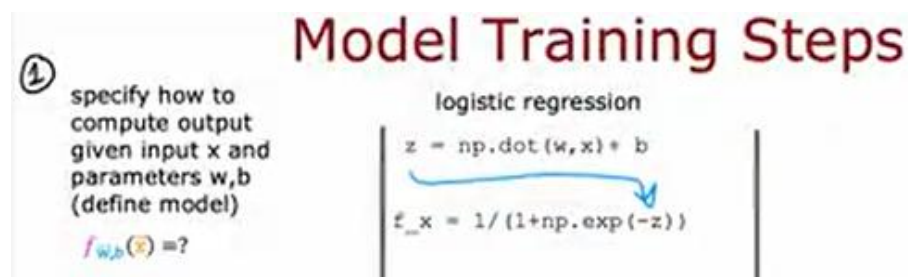 Model Training Steps
①
specify how to
compute output
given input x and
parameters w,b
(define model)
f w,b(x) =?
logistic regression
z = np.dot(w,x)+ b
f_x = 1/(1+np.exp(-z))